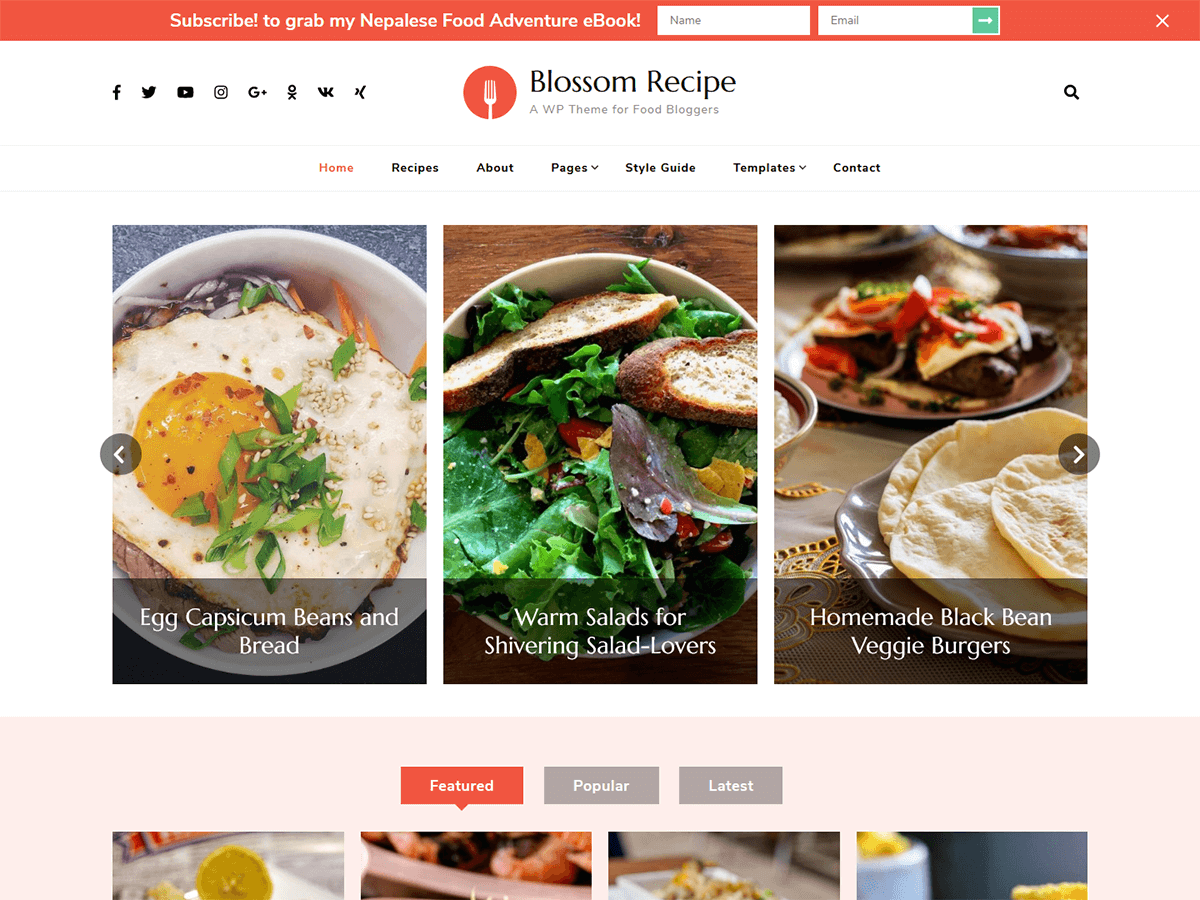 Subscribe! to grab my Nepalese Food Adventure eBook!
Name
Email
Blossom Recipe
A WP Theme for Food Bloggers
Home
Recipes
About
Pages
Style Guide
Templates
Contact
Egg Capsicum Beans and
Bread
Warm Salads for
Shivering Salad-Lovers
Homemade Black Bean
Veggie Burgers
Featured
Popular
Latest